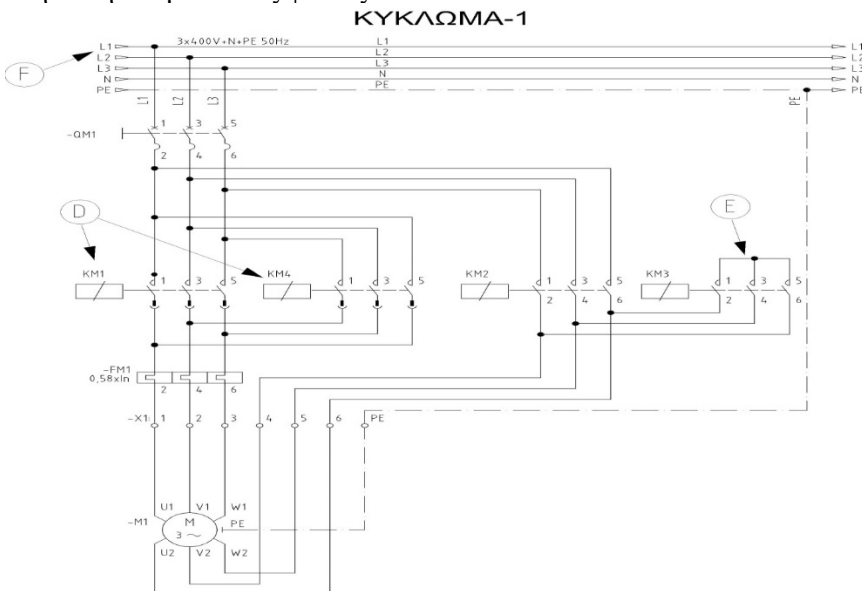 ΚΥΚΛΩΜΑ-1
L1 3x400V+N+PE 50Hz L1 L1
L2 L2 L2
L3 L3 L3
N N N
PE PE PE
F
L1 L2 L3 PE
1 3 5
-QM1
2 4 6
D E
KM1 1 3 5 KM4 1 3 5 KM2 1 3 5 KM3 1 3 5
2 4 6 2 4 6
-FM1
0,58xIn
2 4 6
-X1: 1 2 3 4 5 6 PE
U1 V1 W1
-M1 M PE
3 ~
U2 V2 W2